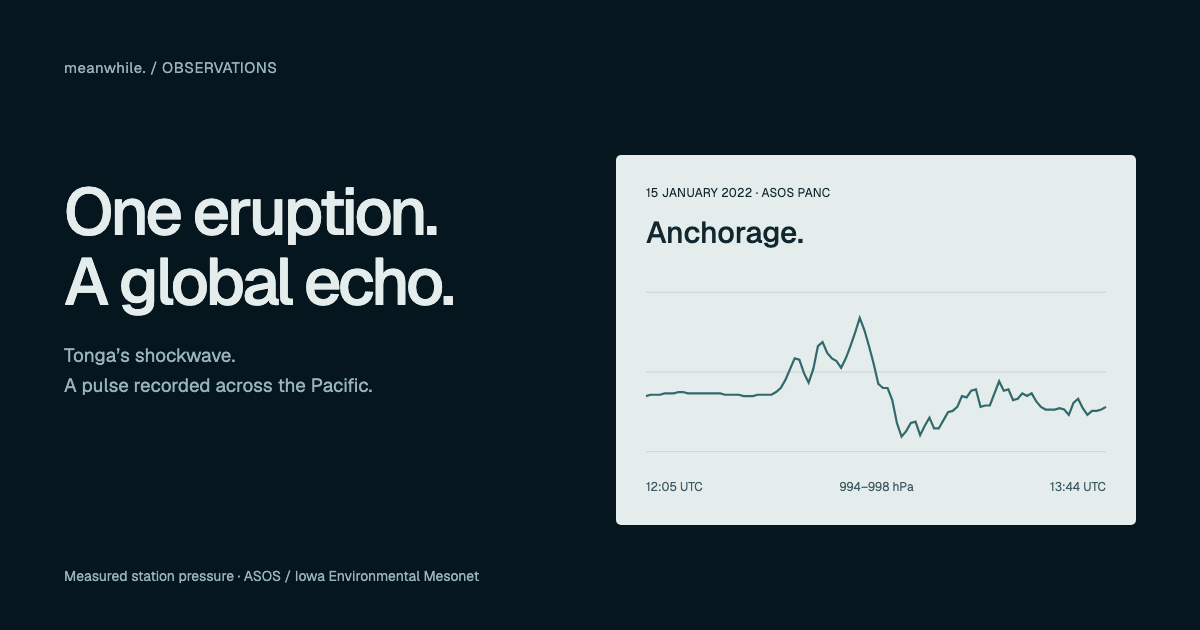 meanwhile. / OBSERVATIONS
One eruption.
A global echo.
Tonga’s shockwave.
A pulse recorded across the Pacific.
15 JANUARY 2022 · ASOS PANC
Anchorage.
12:05 UTC
994–998 hPa
13:44 UTC
Measured station pressure · ASOS / Iowa Environmental Mesonet